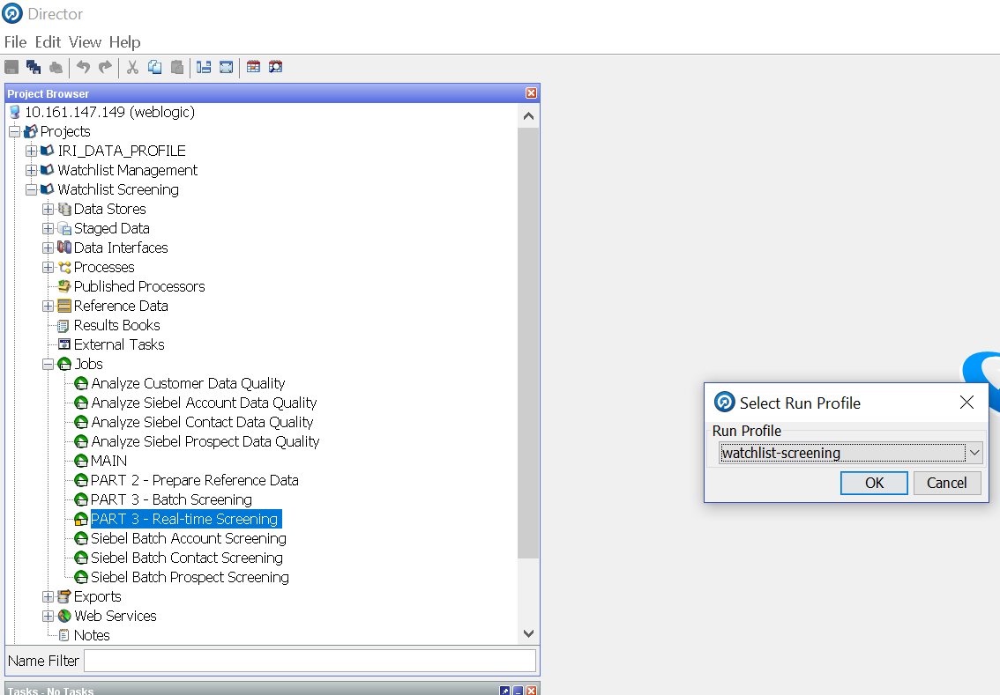 Director
File Edit View Help
Project Browser
10.161.147.149 (weblogic)
Projects
IRI_DATA_PROFILE
Watchlist Management
Watchlist Screening
Data Stores
Staged Data
Data Interfaces
Processes
Published Processors
Reference Data
Results Books
External Tasks
Jobs
Analyze Customer Data Quality
Analyze Siebel Account Data Quality
Analyze Siebel Contact Data Quality
Analyze Siebel Prospect Data Quality
MAIN
PART 2 - Prepare Reference Data
PART 3 - Batch Screening
PART 3 - Real-time Screening
Siebel Batch Account Screening
Siebel Batch Contact Screening
Siebel Batch Prospect Screening
Exports
Web Services
Notes
Name Filter
Tasks - No Tasks
Select Run Profile
Run Profile
watchlist-screening
OK Cancel